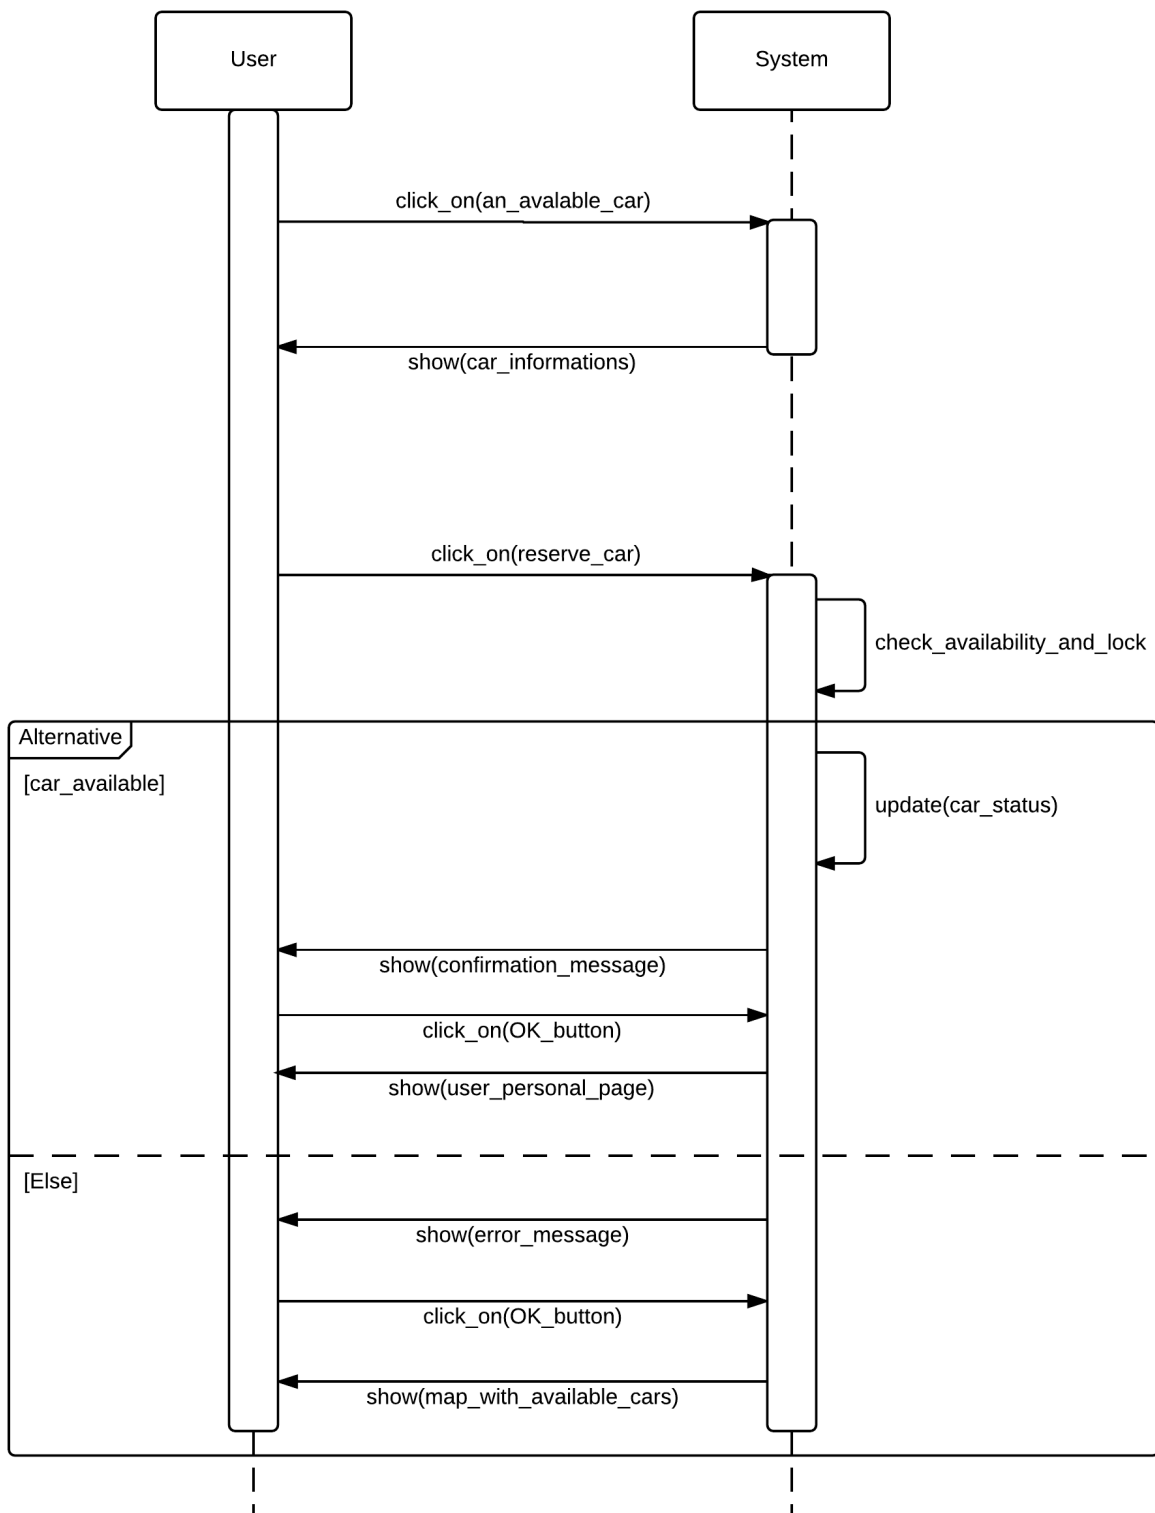 User
System
click_on(an_avalable_car)
show(car_informations)
click_on(reserve_car)
check_availability_and_lock
Alternative
[car_available]
update(car_status)
show(confirmation_message)
click_on(OK_button)
show(user_personal_page)
[Else]
show(error_message)
click_on(OK_button)
show(map_with_available_cars)